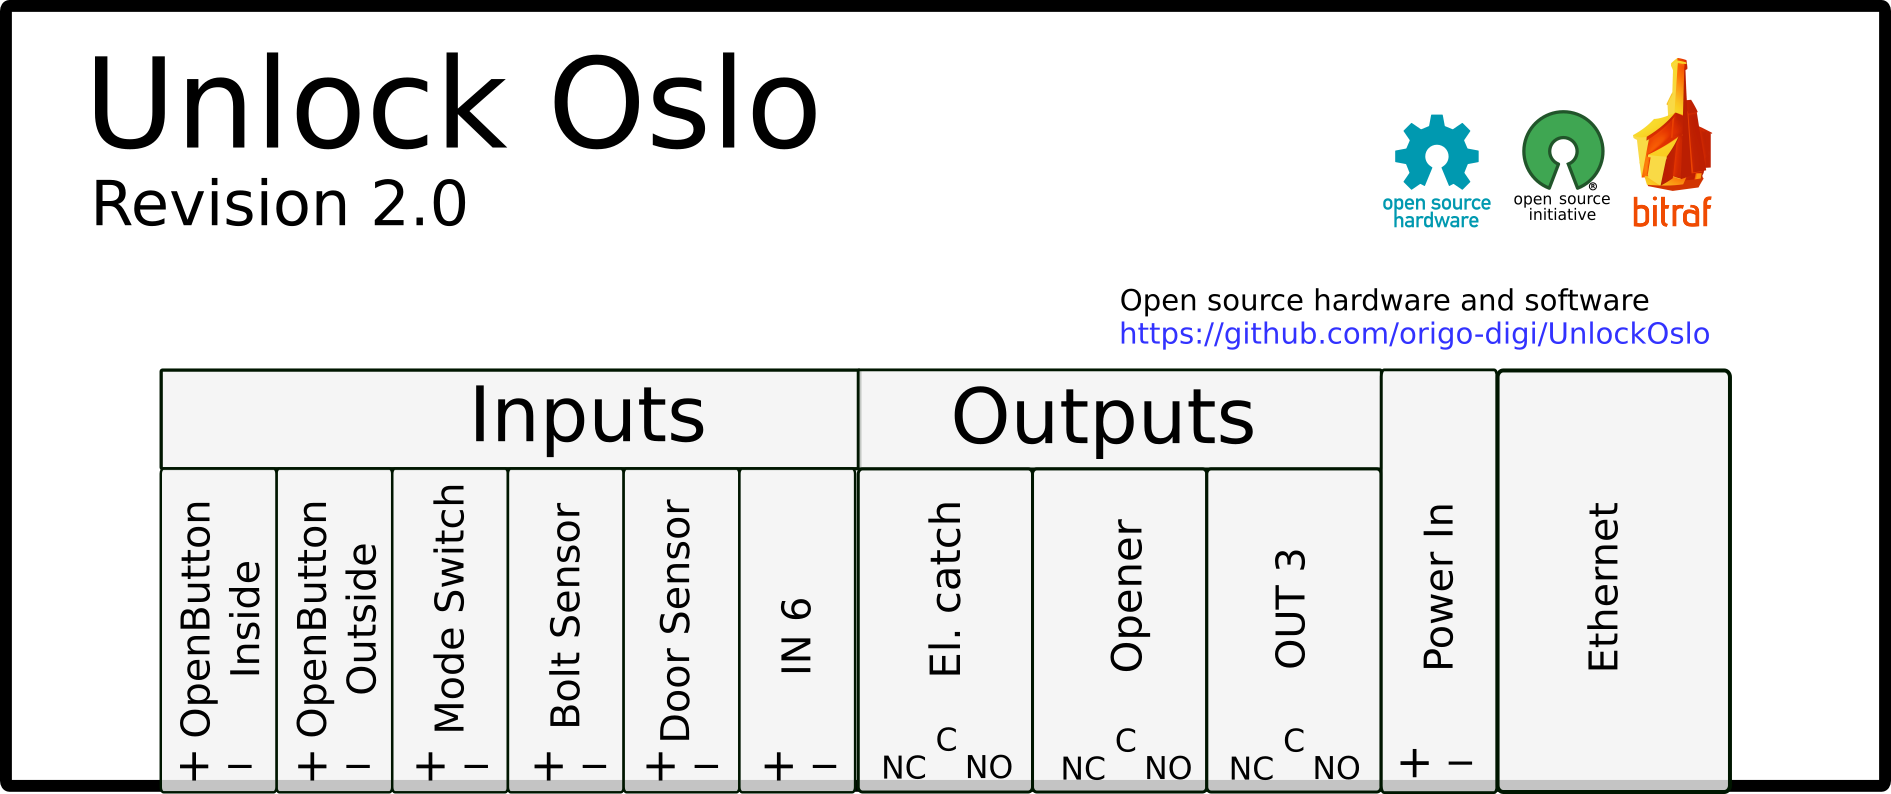 Unlock Oslo
Revision 2.0
open source
hardware
open source
initiative
®
bitraf
Open source hardware and software
https://github.com/origo-digi/UnlockOslo
Inputs
Outputs
OpenButton
Inside
+ −
OpenButton
Outside
+ −
Mode Switch
+ −
Bolt Sensor
+ −
Door Sensor
+ −
IN 6
+ −
El. catch
NC C NO
Opener
NC C NO
OUT 3
NC C NO
Power In
+ −
Ethernet